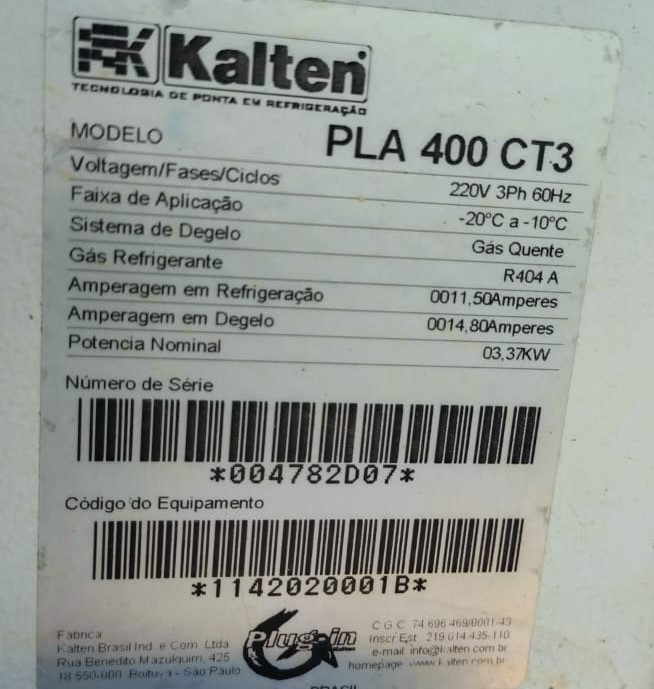 Kalten
TECNOLOGIA DE PONTA EM REFRIGERAÇÃO
MODELO PLA 400 CT3
Voltagem/Fases/Ciclos 220V 3Ph 60Hz
Faixa de Aplicação -20ºC a -10ºC
Sistema de Degelo Gás Quente
Gás Refrigerante R404 A
Amperagem em Refrigeração 0011,50Amperes
Amperagem em Degelo 0014,80Amperes
Potencia Nominal 03,37KW
Número de Série
*004782D07*
Código do Equipamento
*1142020001B*
Plug-in
Kalten
Fabrica
Kalten Brasil Ind e Com Ltda
Rua Benedito Mazulquim, 425
18 550-000 Boituva - São Paulo
C G C 74 696 469/0001-43
Inscr Est 219 014 435-110
e-mail info@kalten.com.br
homepage www.kalten.com.br
BRASIL